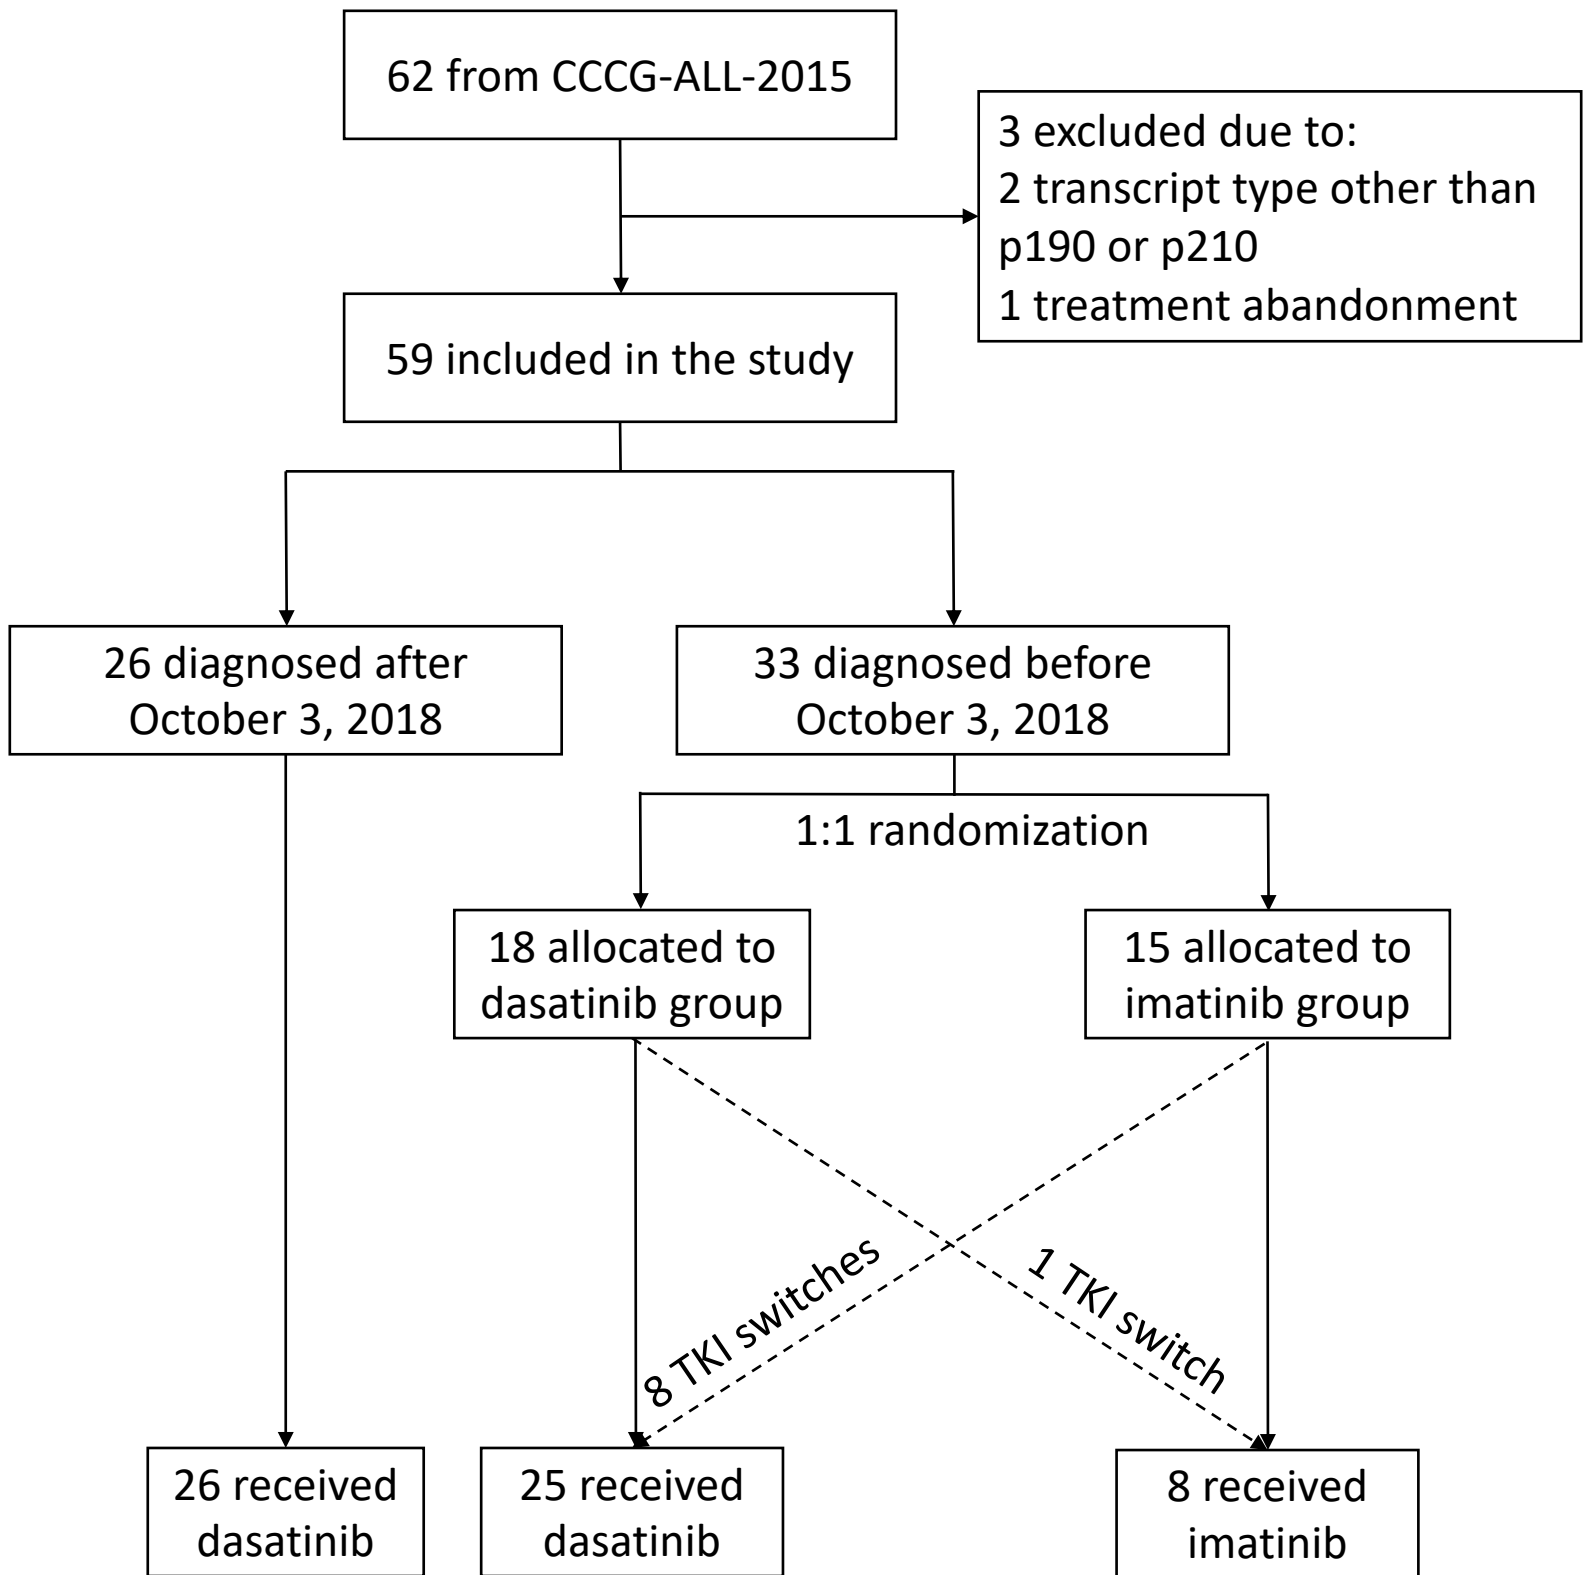 62 from CCCG-ALL-2015
3 excluded due to:
2 transcript type other than
p190 or p210
1 treatment abandonment
59 included in the study
26 diagnosed after
October 3, 2018
33 diagnosed before
October 3, 2018
1:1 randomization
18 allocated to
dasatinib group
15 allocated to
imatinib group
8 TKI switches
1 TKI switch
26 received
dasatinib
25 received
dasatinib
8 received
imatinib